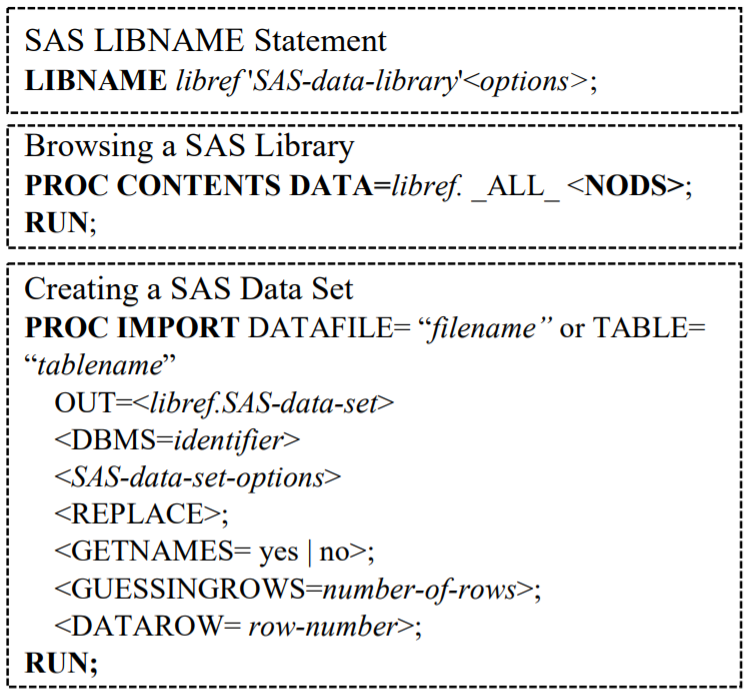 SAS LIBNAME Statement
LIBNAME libref 'SAS-data-library'<options>;
Browsing a SAS Library
PROC CONTENTS DATA=libref. _ALL_ <NODS>;
RUN;
Creating a SAS Data Set
PROC IMPORT DATAFILE= “filename” or TABLE=
“tablename”
OUT=<libref.SAS-data-set>
<DBMS=identifier>
<SAS-data-set-options>
<REPLACE>;
<GETNAMES= yes | no>;
<GUESSINGROWS=number-of-rows>;
<DATAROW= row-number>;
RUN;